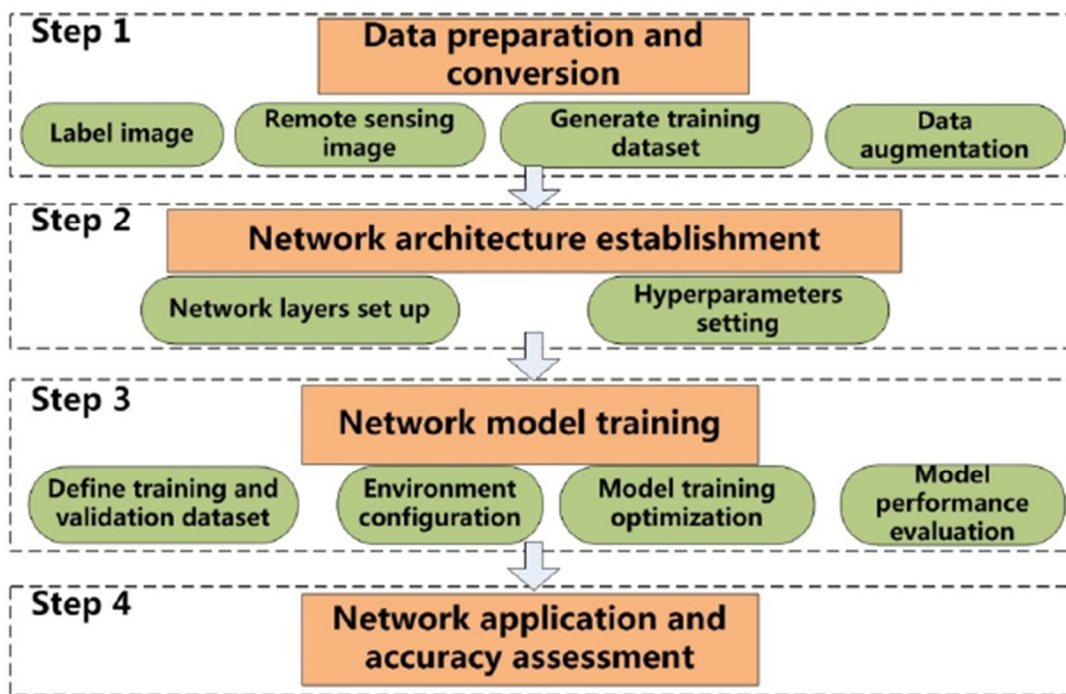 Step 1
Data preparation and
conversion
Label image
Remote sensing
image
Generate training
dataset
Data
augmentation
Step 2
Network architecture establishment
Network layers set up
Hyperparameters
setting
Step 3
Network model training
Define training and
validation dataset
Environment
configuration
Model training
optimization
Model
performance
evaluation
Step 4
Network application and
accuracy assessment